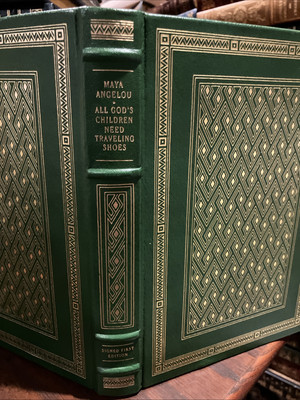 MAYA
ANGELOU
ALL GOD'S
CHILDREN
NEED
TRAVELING
SHOES
SIGNED FIRST
EDITION